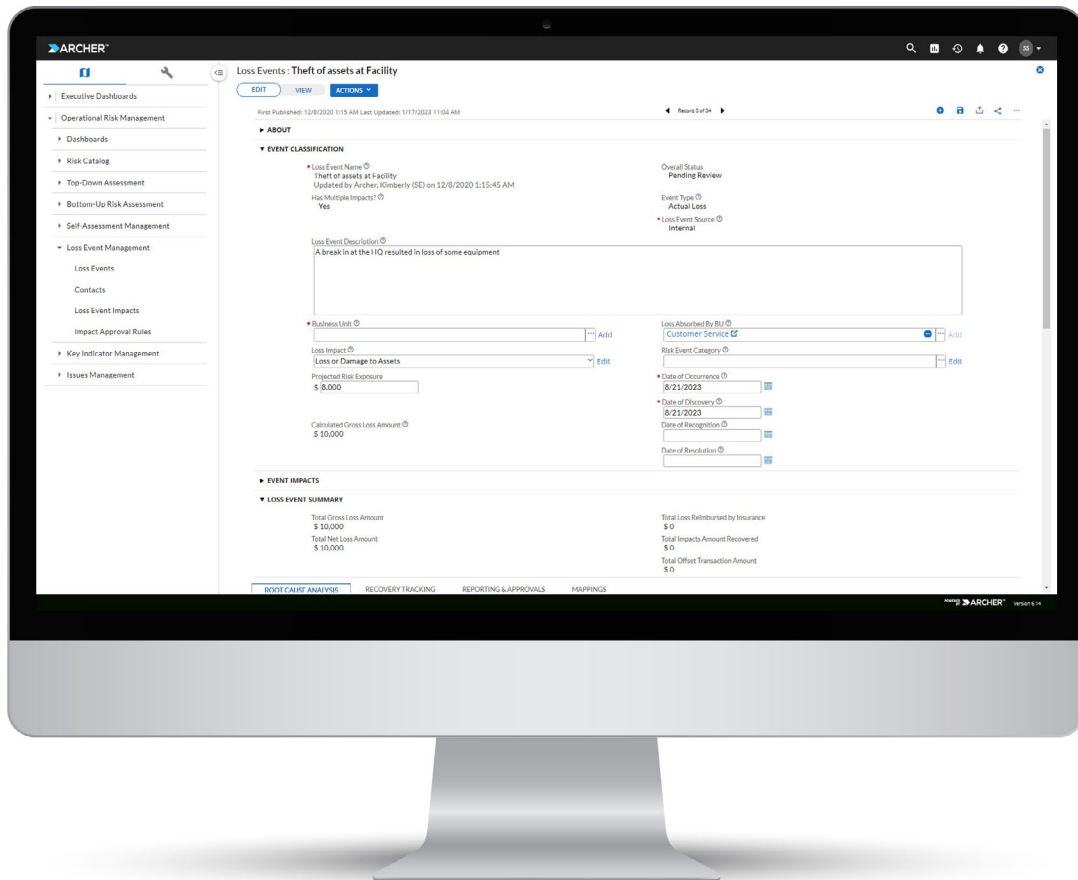 ARCHER™
SS
Loss Events : Theft of assets at Facility
EDIT VIEW ACTIONS
First Published: 12/8/2020 1:15 AM Last Updated: 1/17/2023 11:04 AM
Record 3 of 34
Executive Dashboards
Operational Risk Management
Dashboards
Risk Catalog
Top-Down Assessment
Bottom-Up Risk Assessment
Self-Assessment Management
Loss Event Management
Loss Events
Contacts
Loss Event Impacts
Impact Approval Rules
Key Indicator Management
Issues Management
ABOUT
EVENT CLASSIFICATION
* Loss Event Name
Theft of assets at Facility
Updated by Archer, Kimberly (SE) on 12/8/2020 1:15:45 AM
Overall Status
Pending Review
Has Multiple Impacts?
Yes
Event Type
Actual Loss
* Loss Event Source
Internal
Loss Event Description
A break in at the HQ resulted in loss of some equipment
* Business Unit
Add
Loss Absorbed By BU
Customer Service
Add
Loss Impact
Loss or Damage to Assets
Edit
Risk Event Category
Edit
Projected Risk Exposure
$ 8,000
* Date of Occurrence
8/21/2023
* Date of Discovery
8/21/2023
Calculated Gross Loss Amount
$ 10,000
Date of Recognition
Date of Resolution
EVENT IMPACTS
LOSS EVENT SUMMARY
Total Gross Loss Amount
$ 10,000
Total Loss Reimbursed by Insurance
$ 0
Total Net Loss Amount
$ 10,000
Total Impacts Amount Recovered
$ 0
Total Offset Transaction Amount
$ 0
ROOT CAUSE ANALYSIS RECOVERY TRACKING REPORTING & APPROVALS MAPPINGS
ARCHER™ Version 6.14